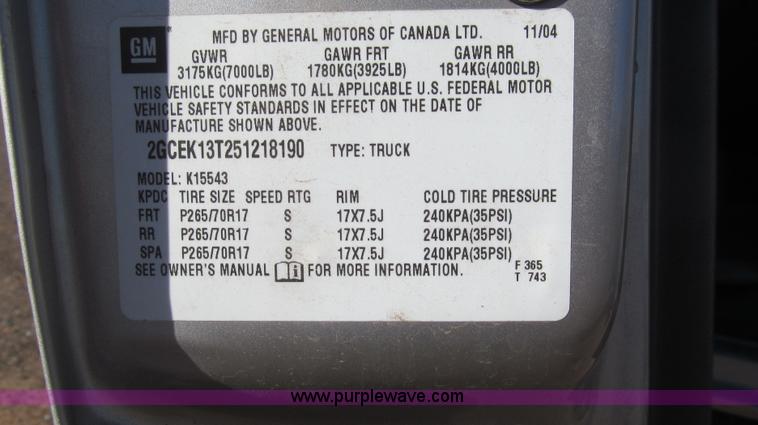 GM
MFD BY GENERAL MOTORS OF CANADA LTD. 11/04
GVWR GAWR FRT GAWR RR
3175KG(7000LB) 1780KG(3925LB) 1814KG(4000LB)
THIS VEHICLE CONFORMS TO ALL APPLICABLE U.S. FEDERAL MOTOR
VEHICLE SAFETY STANDARDS IN EFFECT ON THE DATE OF
MANUFACTURE SHOWN ABOVE.
2GCEK13T251218190 TYPE: TRUCK
MODEL: K15543
KPDC TIRE SIZE SPEED RTG RIM COLD TIRE PRESSURE
FRT P265/70R17 S 17X7.5J 240KPA(35PSI)
RR P265/70R17 S 17X7.5J 240KPA(35PSI)
SPA P265/70R17 S 17X7.5J 240KPA(35PSI)
SEE OWNER'S MANUAL FOR MORE INFORMATION. F 365
T 743
www.purplewave.com